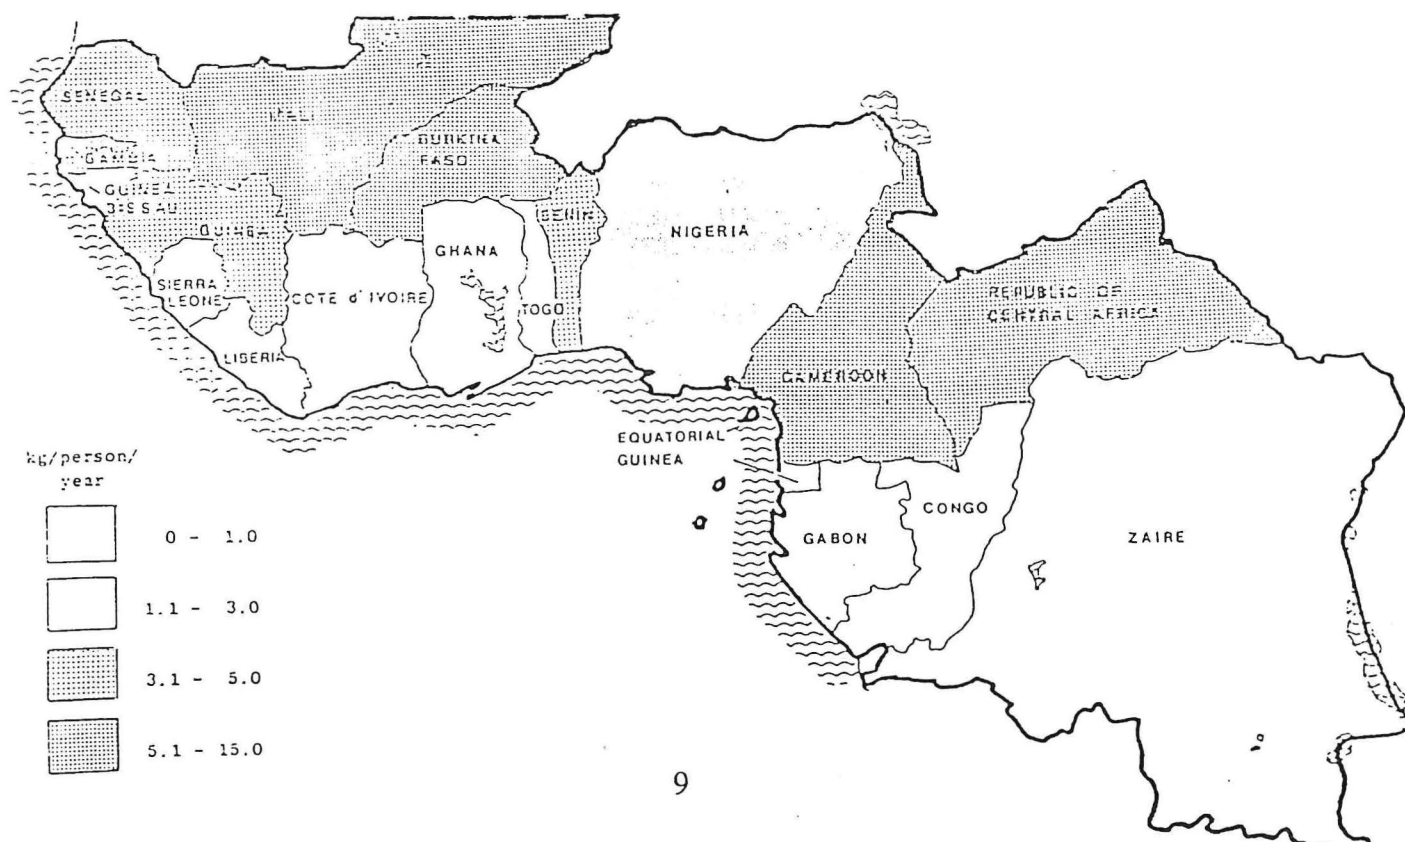 SENEGAL
MALI
GAMBIA
BURKINA
FASO
GUINEA
BISSAU
GUINEA
BENIN
NIGERIA
GHANA
SIERRA
LEONE
COTE d'IVOIRE
TOGO
LIBERIA
REPUBLIC OF
CENTRAL AFRICA
CAMEROON
EQUATORIAL
GUINEA
GABON
CONGO
ZAIRE
kg/person/
year
0 - 1.0
1.1 - 3.0
3.1 - 5.0
5.1 - 15.0
9